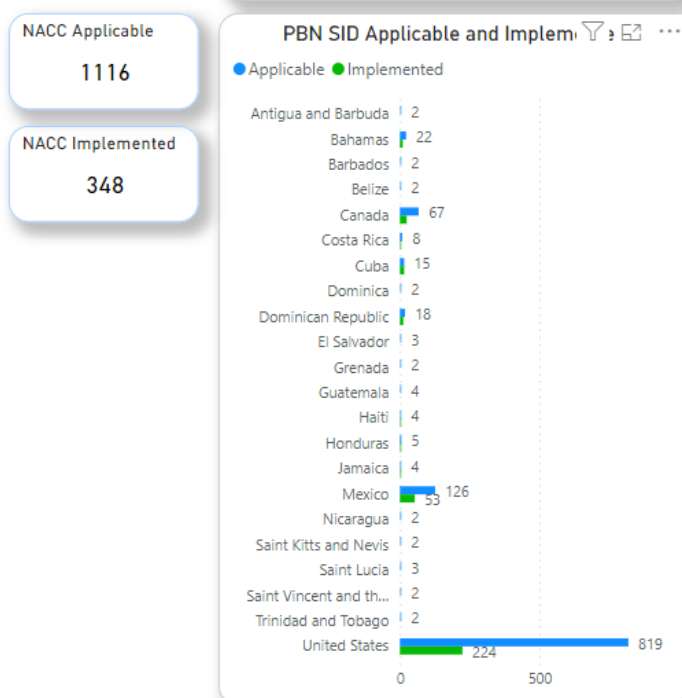 NACC Applicable
1116
NACC Implemented
348
PBN SID Applicable and Implem e
Applicable Implemented
Antigua and Barbuda 2
Bahamas 22
Barbados 2
Belize 2
Canada 67
Costa Rica 8
Cuba 15
Dominica 2
Dominican Republic 18
El Salvador 3
Grenada 2
Guatemala 4
Haiti 4
Honduras 5
Jamaica 4
Mexico 126
53
Nicaragua 2
Saint Kitts and Nevis 2
Saint Lucia 3
Saint Vincent and th... 2
Trinidad and Tobago 2
United States 819
224
0 500